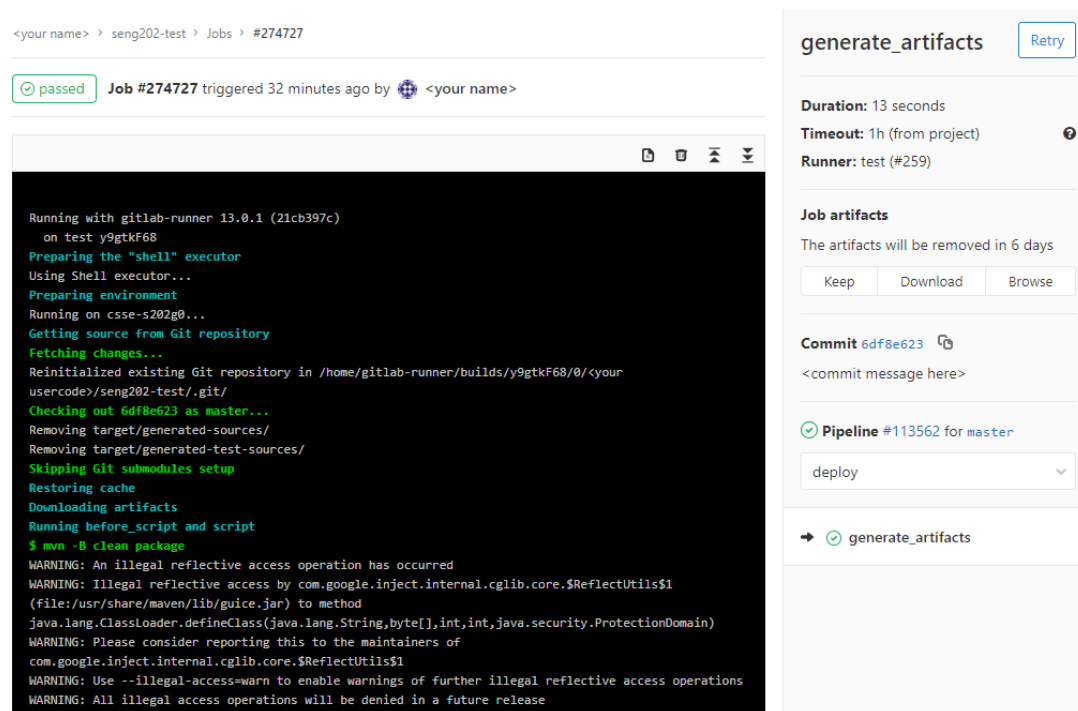 <your name> > seng202-test > Jobs > #274727
passed Job #274727 triggered 32 minutes ago by <your name>
Running with gitlab-runner 13.0.1 (21cb397c)
on test y9gtkF68
Preparing the "shell" executor
Using Shell executor...
Preparing environment
Running on csse-s202g0...
Getting source from Git repository
Fetching changes...
Reinitialized existing Git repository in /home/gitlab-runner/builds/y9gtkF68/0/<your
usercode>/seng202-test/.git/
Checking out 6df8e623 as master...
Removing target/generated-sources/
Removing target/generated-test-sources/
Skipping Git submodules setup
Restoring cache
Downloading artifacts
Running before_script and script
$ mvn -B clean package
WARNING: An illegal reflective access operation has occurred
WARNING: Illegal reflective access by com.google.inject.internal.cglib.core.$ReflectUtils$1
(file:/usr/share/maven/lib/guice.jar) to method
java.lang.ClassLoader.defineClass(java.lang.String,byte[],int,int,java.security.ProtectionDomain)
WARNING: Please consider reporting this to the maintainers of
com.google.inject.internal.cglib.core.$ReflectUtils$1
WARNING: Use --illegal-access=warn to enable warnings of further illegal reflective access operations
WARNING: All illegal access operations will be denied in a future release
generate_artifacts Retry
Duration: 13 seconds
Timeout: 1h (from project) ?
Runner: test (#259)
Job artifacts
The artifacts will be removed in 6 days
Keep Download Browse
Commit 6df8e623
<commit message here>
Pipeline #113562 for master
deploy
generate_artifacts